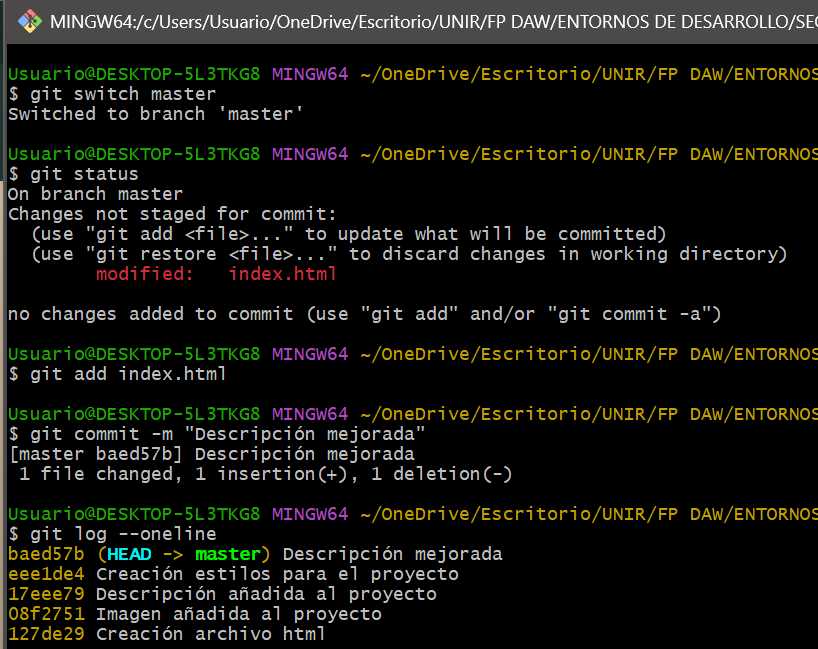 MINGW64:/c/Users/Usuario/OneDrive/Escritorio/UNIR/FP DAW/ENTORNOS DE DESARROLLO/SEC
Usuario@DESKTOP-5L3TKG8 MINGW64 ~/OneDrive/Escritorio/UNIR/FP DAW/ENTORNOS
$ git switch master
Switched to branch 'master'
Usuario@DESKTOP-5L3TKG8 MINGW64 ~/OneDrive/Escritorio/UNIR/FP DAW/ENTORNOS
$ git status
On branch master
Changes not staged for commit:
  (use "git add <file>..." to update what will be committed)
  (use "git restore <file>..." to discard changes in working directory)
        modified:   index.html
no changes added to commit (use "git add" and/or "git commit -a")
Usuario@DESKTOP-5L3TKG8 MINGW64 ~/OneDrive/Escritorio/UNIR/FP DAW/ENTORNOS
$ git add index.html
Usuario@DESKTOP-5L3TKG8 MINGW64 ~/OneDrive/Escritorio/UNIR/FP DAW/ENTORNOS
$ git commit -m "Descripción mejorada"
[master baed57b] Descripción mejorada
 1 file changed, 1 insertion(+), 1 deletion(-)
Usuario@DESKTOP-5L3TKG8 MINGW64 ~/OneDrive/Escritorio/UNIR/FP DAW/ENTORNOS
$ git log --oneline
baed57b (HEAD -> master) Descripción mejorada
eee1de4 Creación estilos para el proyecto
17eee79 Descripción añadida al proyecto
08f2751 Imagen añadida al proyecto
127de29 Creación archivo html